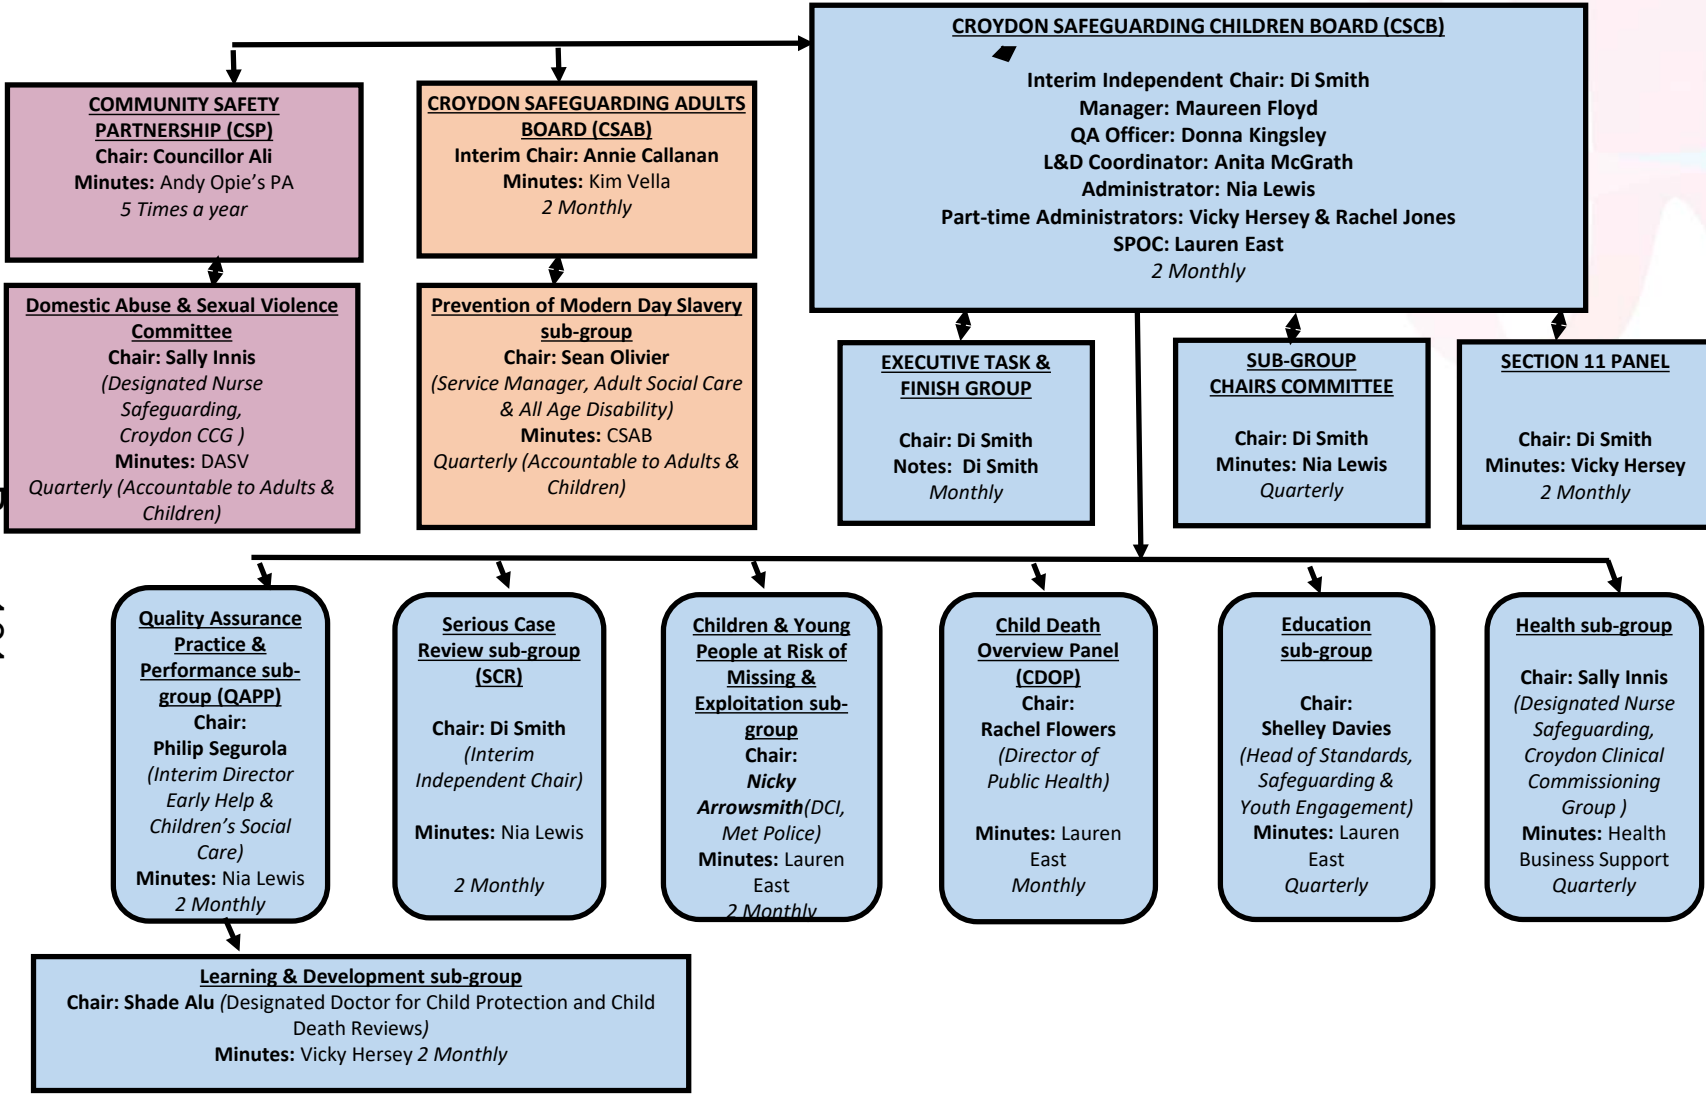 CROYDON SAFEGUARDING CHILDREN BOARD (CSCB)
Interim Independent Chair: Di Smith
Manager: Maureen Floyd
QA Officer: Donna Kingsley
L&D Coordinator: Anita McGrath
Administrator: Nia Lewis
Part-time Administrators: Vicky Hersey & Rachel Jones
SPOC: Lauren East
2 Monthly
COMMUNITY SAFETY
PARTNERSHIP (CSP)
Chair: Councillor Ali
Minutes: Andy Opie’s PA
5 Times a year
CROYDON SAFEGUARDING ADULTS
BOARD (CSAB)
Interim Chair: Annie Callanan
Minutes: Kim Vella
2 Monthly
Domestic Abuse & Sexual Violence
Committee
Chair: Sally Innis
(Designated Nurse
Safeguarding,
Croydon CCG )
Minutes: DASV
Quarterly (Accountable to Adults &
Children)
Prevention of Modern Day Slavery
sub-group
Chair: Sean Olivier
(Service Manager, Adult Social Care
& All Age Disability)
Minutes: CSAB
Quarterly (Accountable to Adults &
Children)
EXECUTIVE TASK &
FINISH GROUP
Chair: Di Smith
Notes:  Di Smith
Monthly
SUB-GROUP
CHAIRS COMMITTEE
Chair: Di Smith
Minutes: Nia Lewis
Quarterly
SECTION 11 PANEL
Chair: Di Smith
Minutes: Vicky Hersey
2 Monthly
Quality Assurance
Practice &
Performance sub-
group (QAPP)
Chair:
Philip Segurola
(Interim Director
Early Help &
Children’s Social
Care)
Minutes: Nia Lewis
2 Monthly
Serious Case
Review sub-group
(SCR)
Chair: Di Smith
(Interim
Independent Chair)
Minutes: Nia Lewis
2 Monthly
Children & Young
People at Risk of
Missing &
Exploitation sub-
group
Chair:
Nicky
Arrowsmith(DCI,
Met Police)
Minutes: Lauren
East
2 Monthly
Child Death
Overview Panel
(CDOP)
Chair:
Rachel Flowers
(Director of
Public Health)
Minutes: Lauren
East
Monthly
Education
sub-group
Chair:
Shelley Davies
(Head of Standards,
Safeguarding &
Youth Engagement)
Minutes: Lauren
East
Quarterly
Health sub-group
Chair: Sally Innis
(Designated Nurse
Safeguarding,
Croydon Clinical
Commissioning
Group )
Minutes: Health
Business Support
Quarterly
Learning & Development sub-group
Chair: Shade Alu (Designated Doctor for Child Protection and Child
Death Reviews)
Minutes: Vicky Hersey 2 Monthly